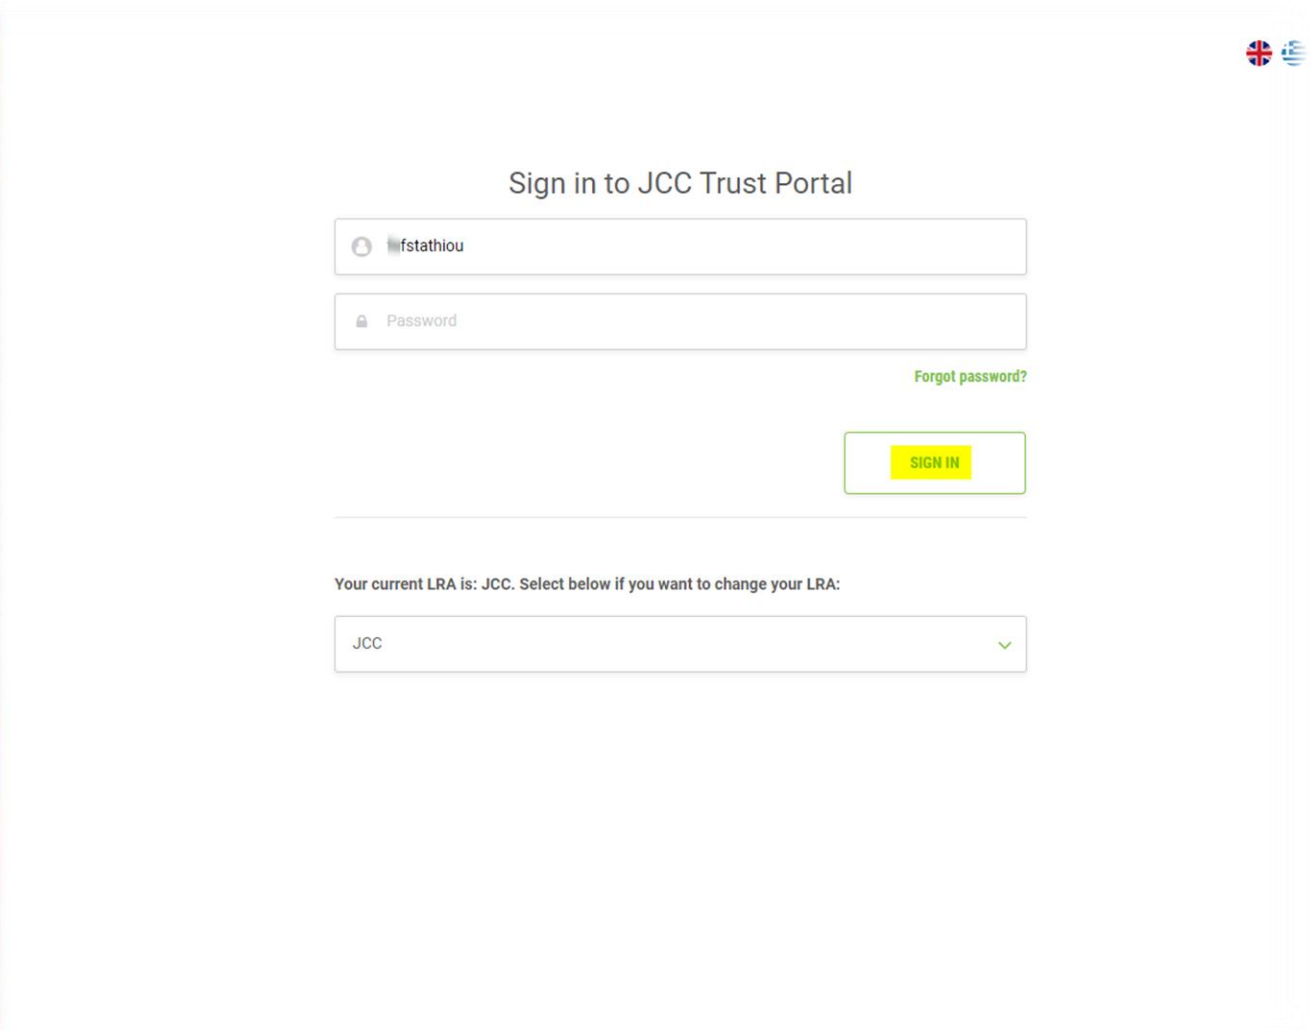 Sign in to JCC Trust Portal
fstathiou
Password
Forgot password?
SIGN IN
Your current LRA is: JCC. Select below if you want to change your LRA:
JCC